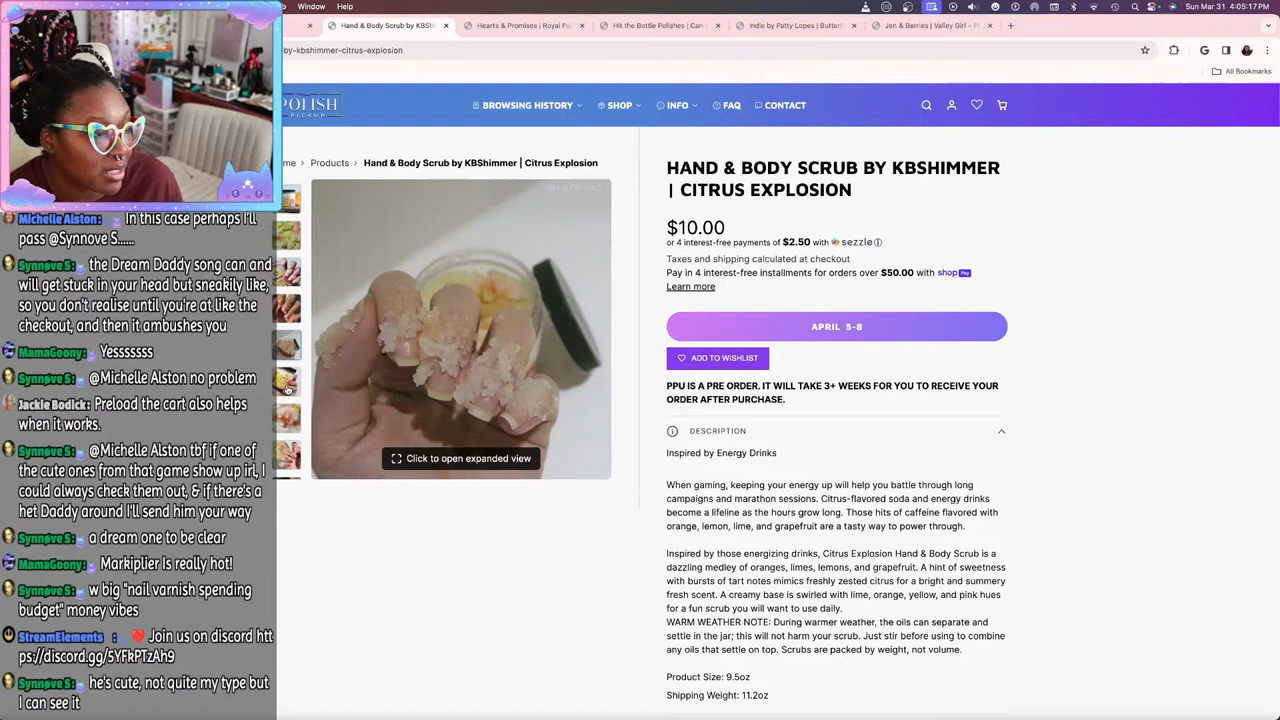 Window Help
Sun Mar 31 4:05:17 PM
Hand & Body Scrub by KBShi
Hearts & Promises | Royal Pa
Hit the Bottle Polishes | Cant
Indie by Patty Lopes | Butterf
Jen & Berries | Valley Girl – P
by-kbshimmer-citrus-explosion
All Bookmarks
POLISH
PICKUP
BROWSING HISTORY
SHOP
INFO
FAQ
CONTACT
Products > Hand & Body Scrub by KBShimmer | Citrus Explosion
Click to open expanded view
HAND & BODY SCRUB BY KBSHIMMER
| CITRUS EXPLOSION
$10.00
or 4 interest-free payments of $2.50 with sezzle
Taxes and shipping calculated at checkout
Pay in 4 interest-free installments for orders over $50.00 with shop Pay
Learn more
APRIL 5-8
ADD TO WISHLIST
PPU IS A PRE ORDER. IT WILL TAKE 3+ WEEKS FOR YOU TO RECEIVE YOUR
ORDER AFTER PURCHASE.
DESCRIPTION
Inspired by Energy Drinks
When gaming, keeping your energy up will help you battle through long
campaigns and marathon sessions. Citrus-flavored soda and energy drinks
become a lifeline as the hours grow long. Those hits of caffeine flavored with
orange, lemon, lime, and grapefruit are a tasty way to power through.
Inspired by those energizing drinks, Citrus Explosion Hand & Body Scrub is a
dazzling medley of oranges, limes, lemons, and grapefruit. A hint of sweetness
with bursts of tart notes mimics freshly zested citrus for a bright and summery
fresh scent. A creamy base is swirled with lime, orange, yellow, and pink hues
for a fun scrub you will want to use daily.
WARM WEATHER NOTE: During warmer weather, the oils can separate and
settle in the jar; this will not harm your scrub. Just stir before using to combine
any oils that settle on top. Scrubs are packed by weight, not volume.
Product Size: 9.5oz
Shipping Weight: 11.2oz
Michelle Alston: In this case perhaps I'll
pass @Synnove S......
Synnøve S: the Dream Daddy song can and
will get stuck in your head but sneakily like,
so you don't realise until you're at like the
checkout, and then it ambushes you
MamaGoony: Yesssssss
Synnøve S: @Michelle Alston no problem
Jackie Bodick: Preload the cart also helps
when it works.
Synnøve S: @Michelle Alston tbf if one of
the cute ones from that game show up irl, I
could always check them out, & if there's a
het Daddy around I'll send him your way
Synnøve S: a dream one to be clear
MamaGoony: Markiplier Is really hot!
Synnøve S: w big "nail varnish spending
budget" money vibes
StreamElements : ❤️ Join us on discord htt
ps://discord.gg/5YFkPTzAh9
Synnøve S: he's cute, not quite my type but
I can see it